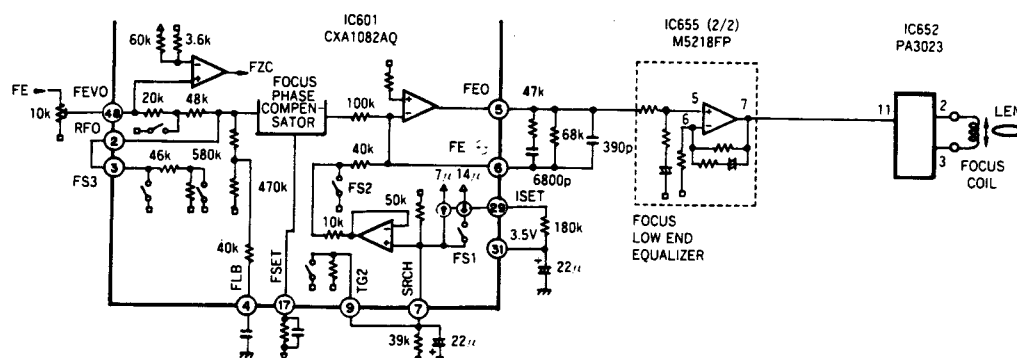 IC601
CXA1082AQ
IC655 (2/2)
M5218FP
IC652
PA3023
60k
3.6k
FZC
FE
FEVO
10k
48
20k
48k
RFO
2
3
FS3
46k
580k
470k
40k
FOCUS
PHASE
COMPEN-
SATOR
100k
40k
FS2
10k
50k
7μ
14μ
FS1
FEO
5
47k
68k
390p
6800p
FE
6
ISET
29
180k
3.5V
31
22μ
FLB
FSET
TG2
SRCH
4
17
9
7
39k
22μ
5
6
7
FOCUS
LOW END
EQUALIZER
11
2
3
LEN
FOCUS
COIL